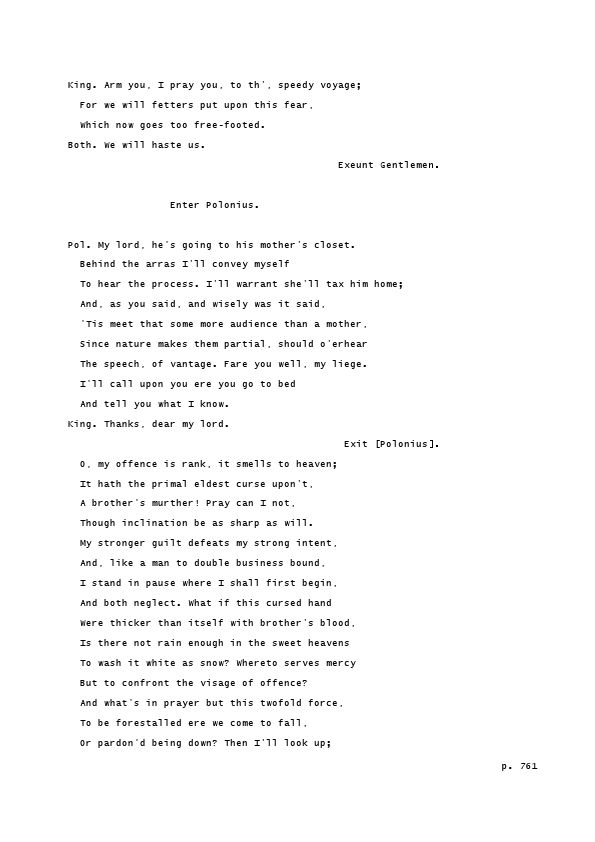 King. Arm you, I pray you, to th', speedy voyage;
For we will fetters put upon this fear,
Which now goes too free-footed.
Both. We will haste us.
Exeunt Gentlemen.
Enter Polonius.
Pol. My lord, he's going to his mother's closet.
Behind the arras I'll convey myself
To hear the process. I'll warrant she'll tax him home;
And, as you said, and wisely was it said,
'Tis meet that some more audience than a mother,
Since nature makes them partial, should o'erhear
The speech, of vantage. Fare you well, my liege.
I'll call upon you ere you go to bed
And tell you what I know.
King. Thanks, dear my lord.
Exit [Polonius].
O, my offence is rank, it smells to heaven;
It hath the primal eldest curse upon't,
A brother's murther! Pray can I not,
Though inclination be as sharp as will.
My stronger guilt defeats my strong intent,
And, like a man to double business bound,
I stand in pause where I shall first begin,
And both neglect. What if this cursed hand
Were thicker than itself with brother's blood,
Is there not rain enough in the sweet heavens
To wash it white as snow? Whereto serves mercy
But to confront the visage of offence?
And what's in prayer but this twofold force,
To be forestalled ere we come to fall,
Or pardon'd being down? Then I'll look up;
p. 761